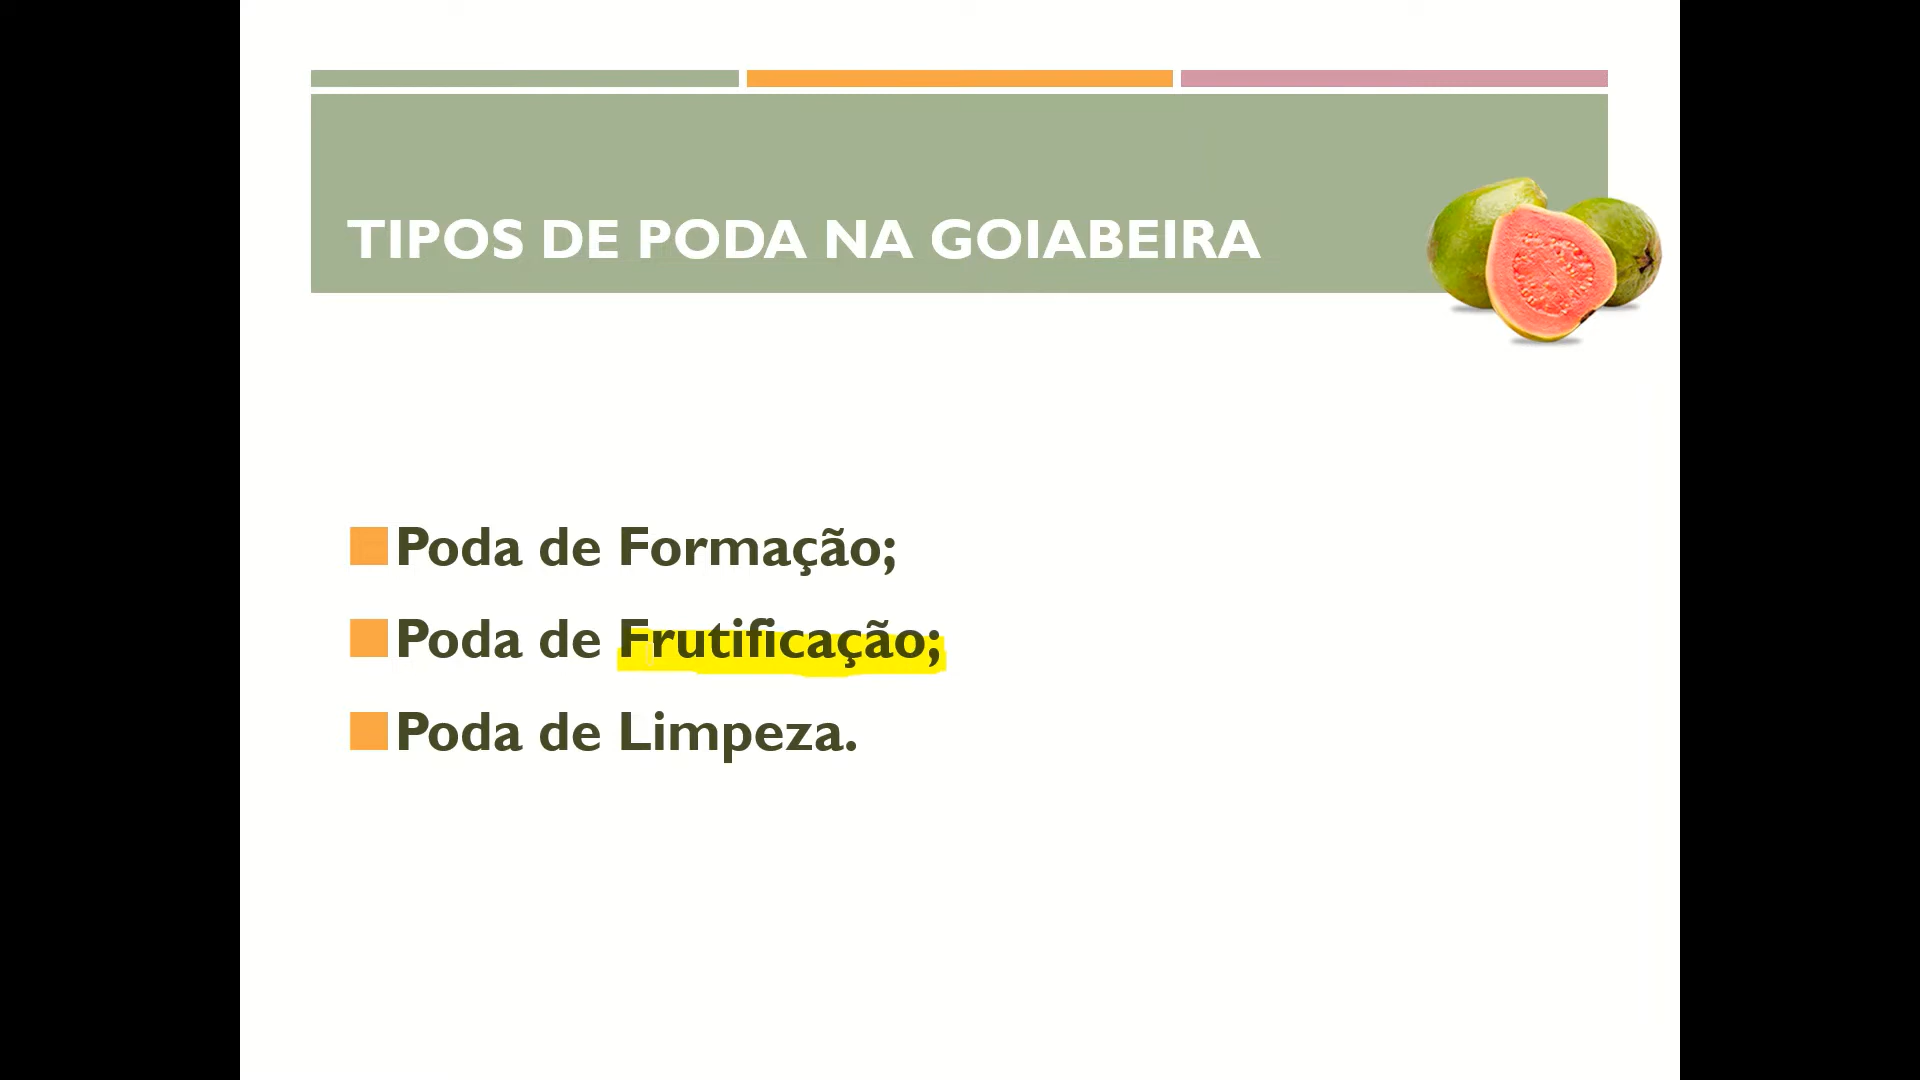 TIPOS DE PODA NA GOIABEIRA
Poda de Formação;
Poda de Frutificação;
Poda de Limpeza.